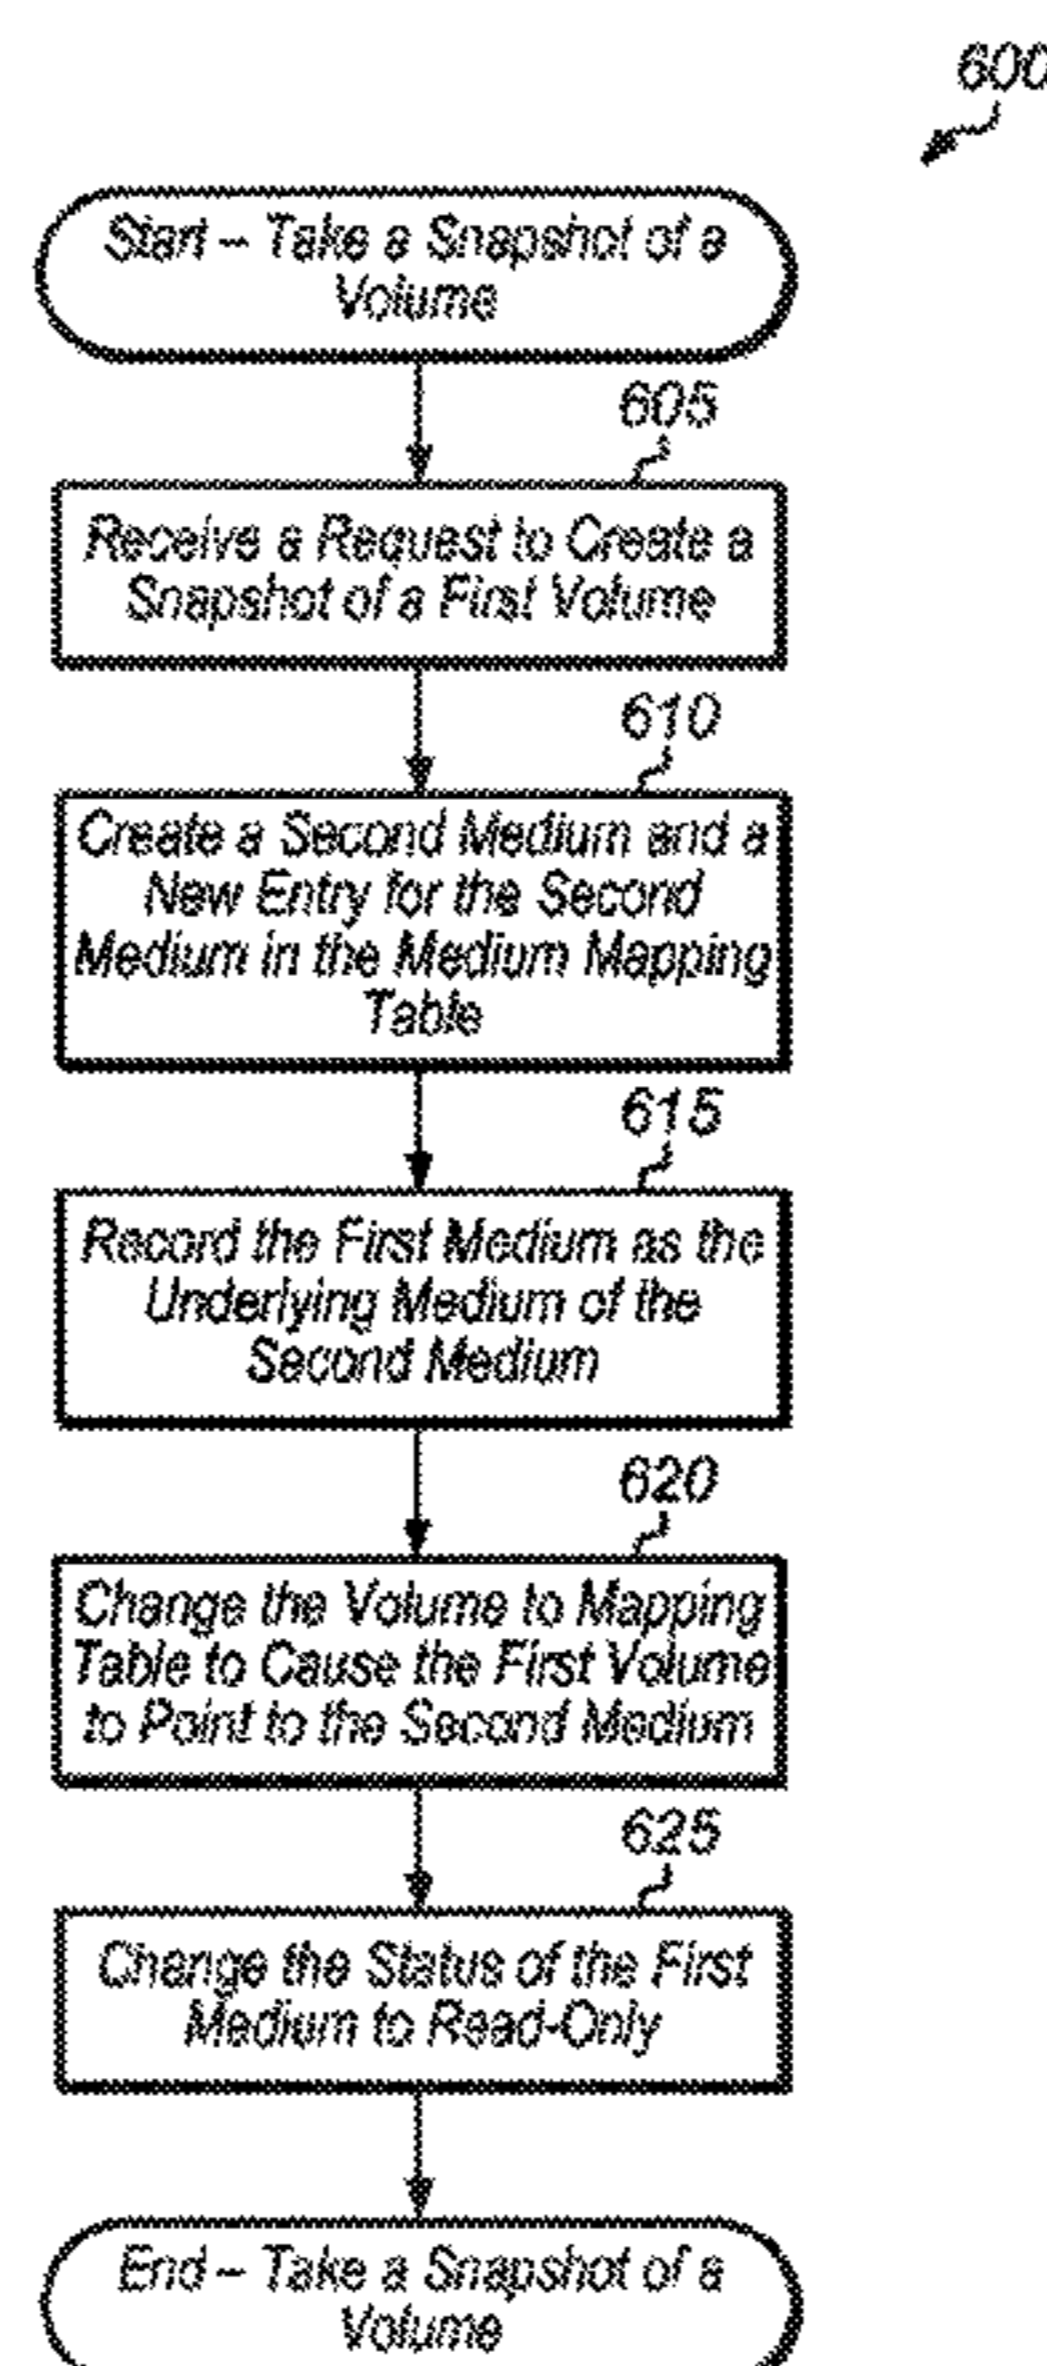 600
Start – Take a Snapshot of a
Volume
605
Receive a Request to Create a
Snapshot of a First Volume
610
Create a Second Medium and a
New Entry for the Second
Medium in the Medium Mapping
Table
615
Record the First Medium as the
Underlying Medium of the
Second Medium
620
Change the Volume to Mapping
Table to Cause the First Volume
to Point to the Second Medium
625
Change the Status of the First
Medium to Read-Only
End – Take a Snapshot of a
Volume